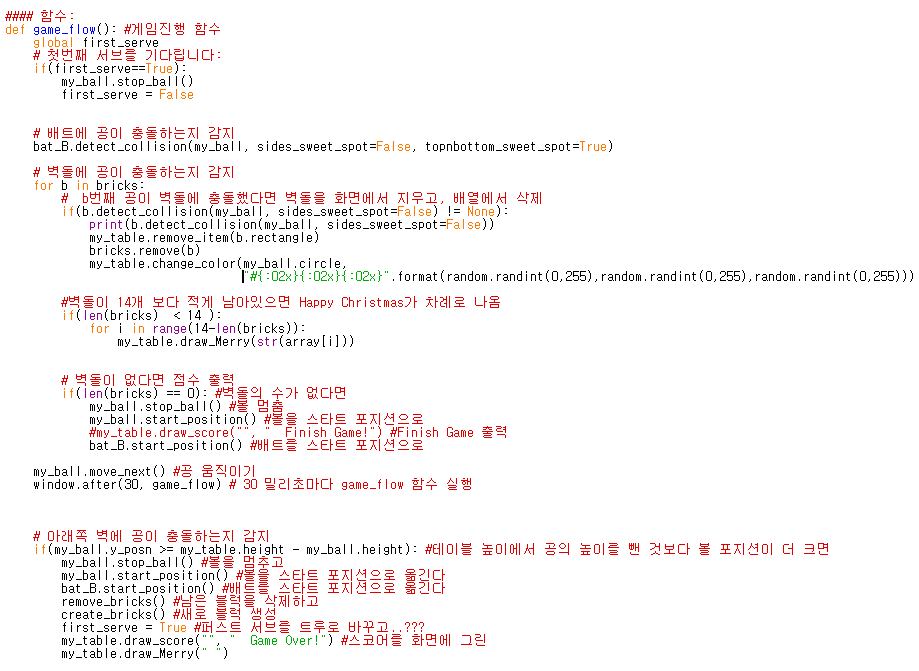 #### 함수:
def game_flow(): #게임진행 함수
    global first_serve
    # 첫번째 서브를 기다립니다:
    if(first_serve==True):
        my_ball.stop_ball()
        first_serve = False
    # 배트에 공이 충돌하는지 감지
    bat_B.detect_collision(my_ball, sides_sweet_spot=False, topnbottom_sweet_spot=True)
    # 벽돌에 공이 충돌하는지 감지
    for b in bricks:
        #  b번째 공이 벽돌에 충돌했다면 벽돌을 화면에서 지우고, 배열에서 삭제
        if(b.detect_collision(my_ball, sides_sweet_spot=False) != None):
            print(b.detect_collision(my_ball, sides_sweet_spot=False))
            my_table.remove_item(b.rectangle)
            bricks.remove(b)
            my_table.change_color(my_ball.circle,
                                  "#{:02x}{:02x}{:02x}".format(random.randint(0,255),random.randint(0,255),random.randint(0,255)))
        #벽돌이 14개 보다 적게 남아있으면 Happy Christmas가 차례로 나옴
        if(len(bricks)  < 14 ):
            for i in range(14-len(bricks)):
                my_table.draw_Merry(str(array[i]))
        # 벽돌이 없다면 점수 출력
        if(len(bricks) == 0): #벽돌의 수가 없다면
            my_ball.stop_ball() #볼 멈춤
            my_ball.start_position() #볼을 스타트 포지션으로
            #my_table.draw_score("", "  Finish Game!") #Finish Game 출력
            bat_B.start_position() #배트를 스타트 포지션으로
    my_ball.move_next() #공 움직이기
    window.after(30, game_flow) # 30 밀리초마다 game_flow 함수 실행
    # 아래쪽 벽에 공이 충돌하는지 감지
    if(my_ball.y_posn >= my_table.height - my_ball.height): #테이블 높이에서 공의 높이를 뺀 것보다 볼 포지션이 더 크면
        my_ball.stop_ball() #볼을 멈추고
        my_ball.start_position() #볼을 스타트 포지션으로 옮긴다
        bat_B.start_position() #배트를 스타트 포지션으로 옮긴다
        remove_bricks() #남은 블럭을 삭제하고
        create_bricks() #새로 블럭 생성
        first_serve = True #퍼스트 서브를 트루로 바꾸고..???
        my_table.draw_score("", "  Game Over!") #스코어를 화면에 그린
        my_table.draw_Merry(" ")